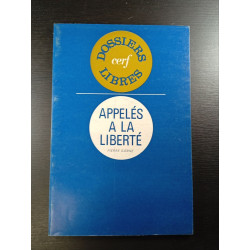 DOSSIERS
cerf
LIBRES
APPELÉS
A LA
LIBERTÉ